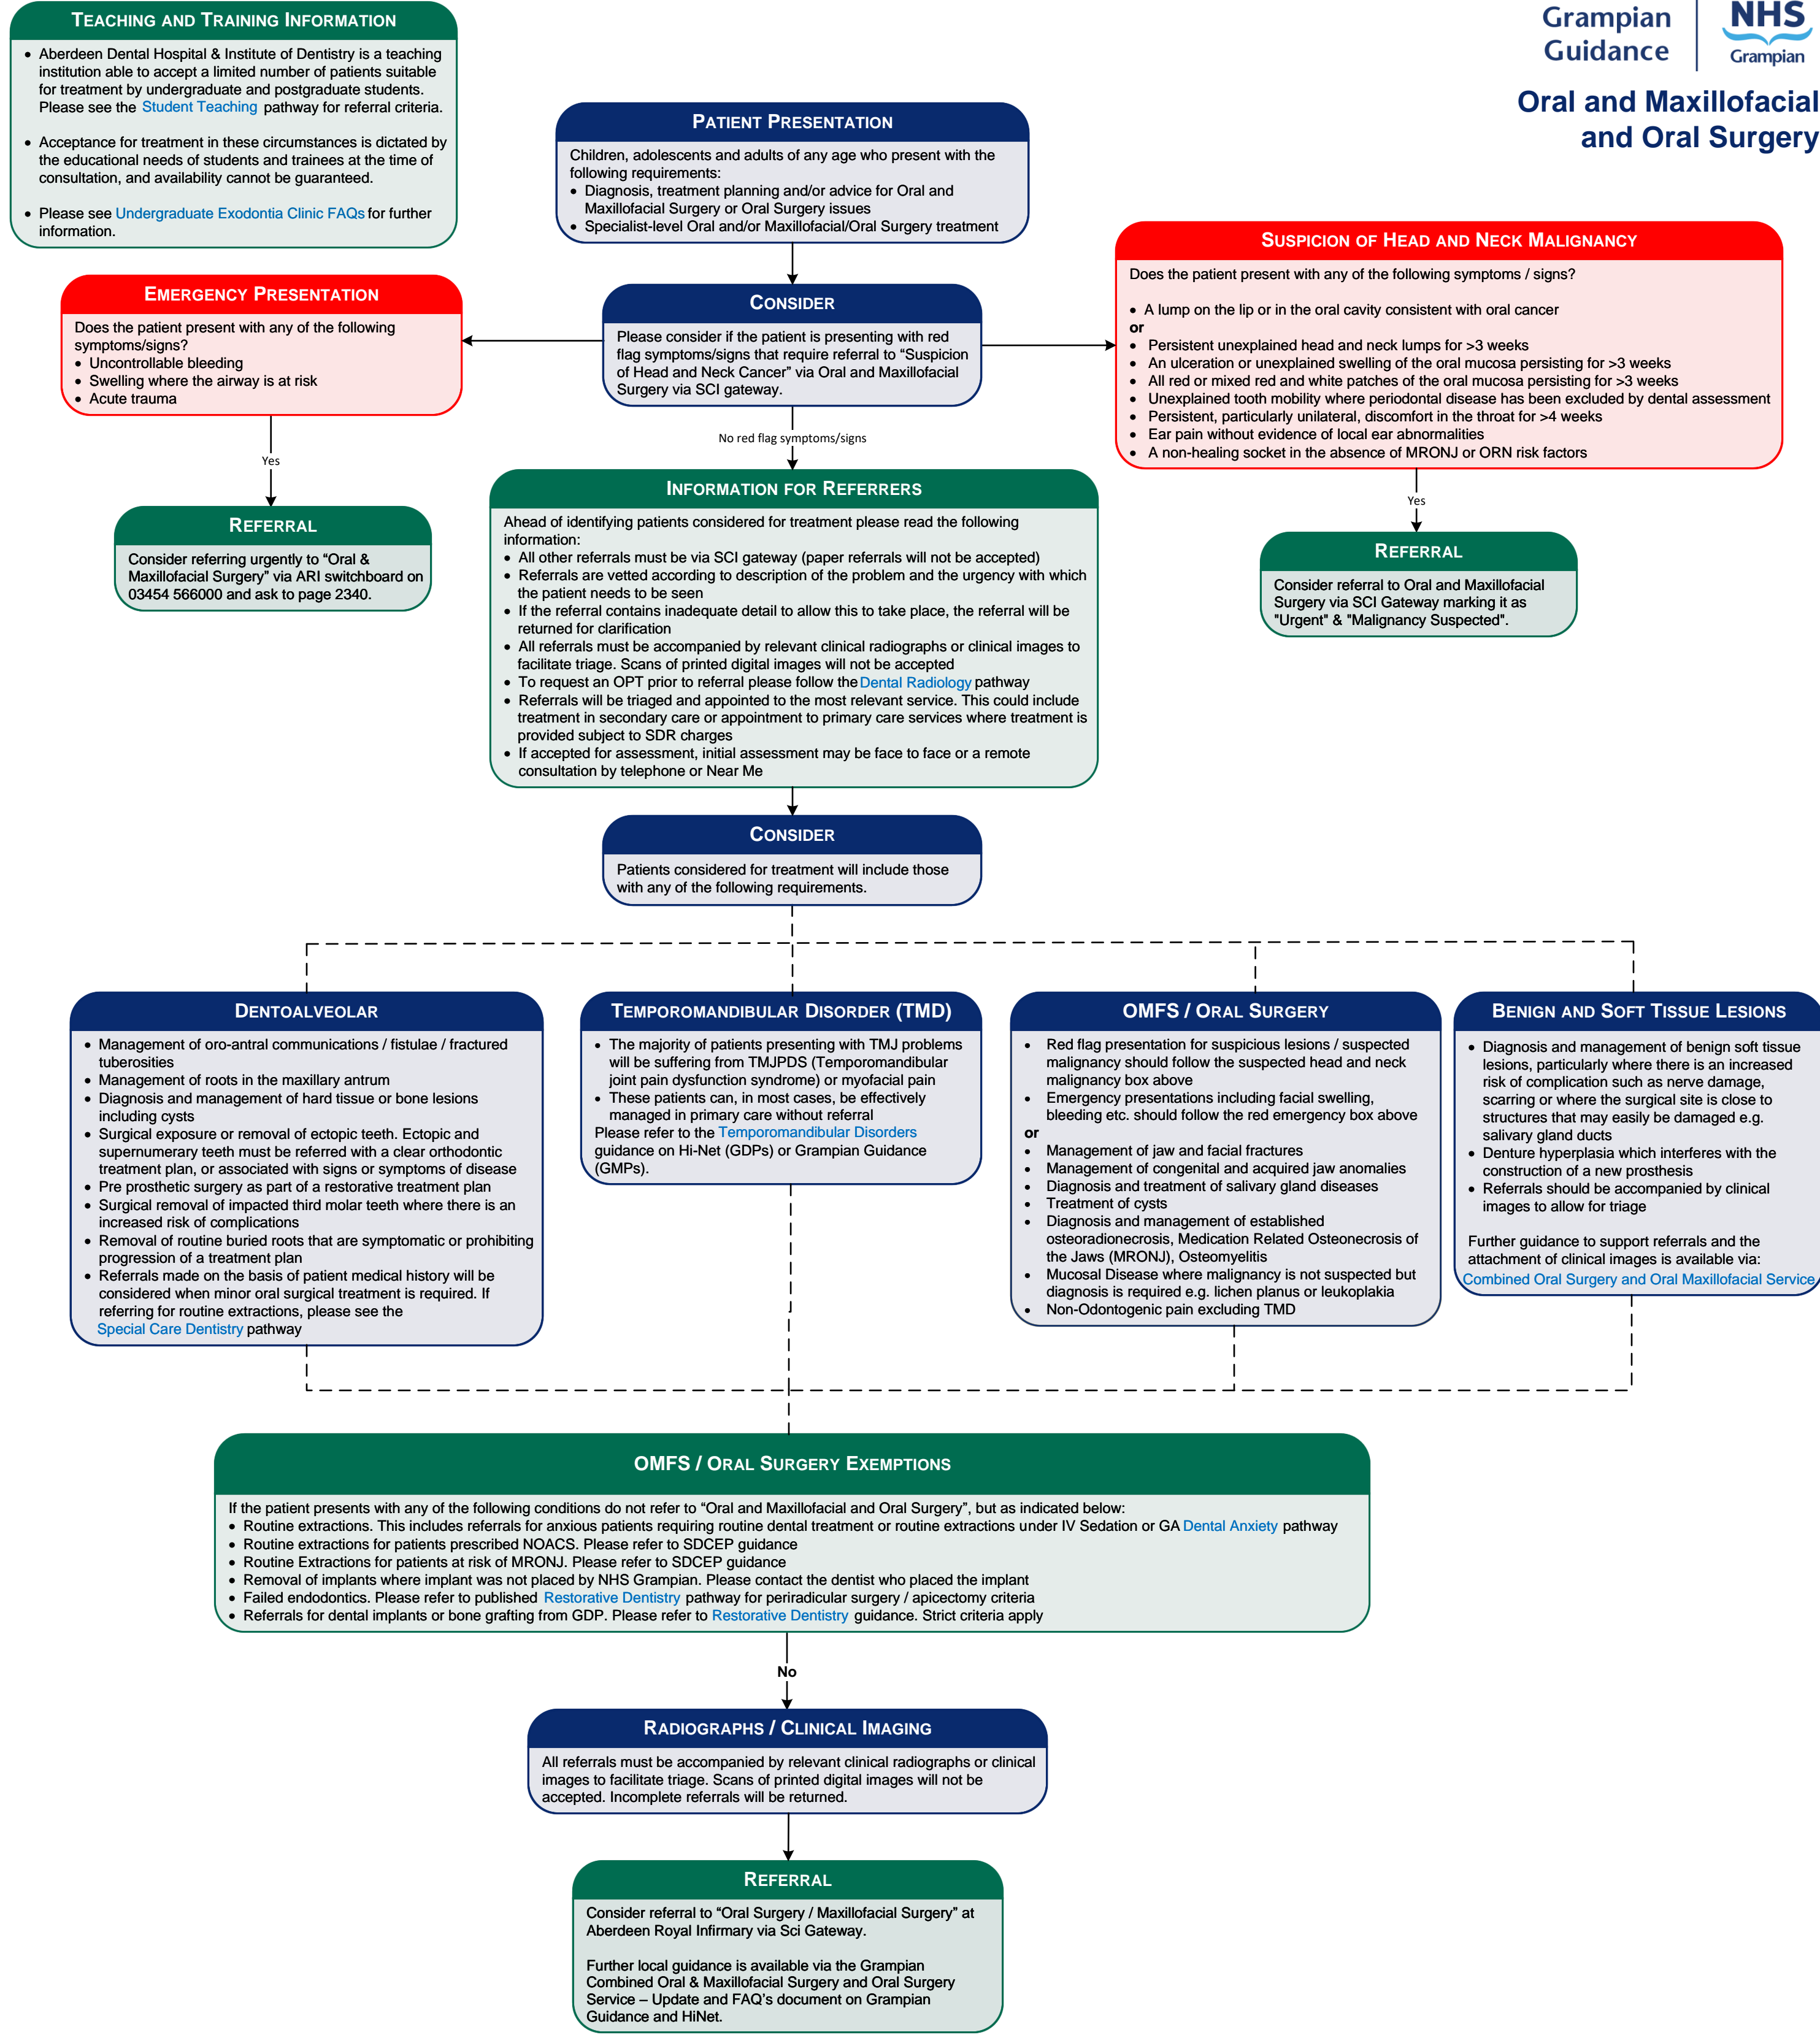 TEACHING AND TRAINING INFORMATION
• Aberdeen Dental Hospital & Institute of Dentistry is a teaching
institution able to accept a limited number of patients suitable
for treatment by undergraduate and postgraduate students.
Please see the Student Teaching pathway for referral criteria.
• Acceptance for treatment in these circumstances is dictated by
the educational needs of students and trainees at the time of
consultation, and availability cannot be guaranteed.
• Please see Undergraduate Exodontia Clinic FAQs for further
information.
Grampian
Guidance
NHS
Grampian
Oral and Maxillofacial
and Oral Surgery
PATIENT PRESENTATION
Children, adolescents and adults of any age who present with the
following requirements:
• Diagnosis, treatment planning and/or advice for Oral and
Maxillofacial Surgery or Oral Surgery issues
• Specialist-level Oral and/or Maxillofacial/Oral Surgery treatment
EMERGENCY PRESENTATION
Does the patient present with any of the following
symptoms/signs?
• Uncontrollable bleeding
• Swelling where the airway is at risk
• Acute trauma
Yes
REFERRAL
Consider referring urgently to “Oral &
Maxillofacial Surgery” via ARI switchboard on
03454 566000 and ask to page 2340.
CONSIDER
Please consider if the patient is presenting with red
flag symptoms/signs that require referral to “Suspicion
of Head and Neck Cancer” via Oral and Maxillofacial
Surgery via SCI gateway.
No red flag symptoms/signs
SUSPICION OF HEAD AND NECK MALIGNANCY
Does the patient present with any of the following symptoms / signs?
• A lump on the lip or in the oral cavity consistent with oral cancer
or
• Persistent unexplained head and neck lumps for >3 weeks
• An ulceration or unexplained swelling of the oral mucosa persisting for >3 weeks
• All red or mixed red and white patches of the oral mucosa persisting for >3 weeks
• Unexplained tooth mobility where periodontal disease has been excluded by dental assessment
• Persistent, particularly unilateral, discomfort in the throat for >4 weeks
• Ear pain without evidence of local ear abnormalities
• A non-healing socket in the absence of MRONJ or ORN risk factors
Yes
REFERRAL
Consider referral to Oral and Maxillofacial
Surgery via SCI Gateway marking it as
"Urgent" & "Malignancy Suspected".
INFORMATION FOR REFERRERS
Ahead of identifying patients considered for treatment please read the following
information:
• All other referrals must be via SCI gateway (paper referrals will not be accepted)
• Referrals are vetted according to description of the problem and the urgency with which
the patient needs to be seen
• If the referral contains inadequate detail to allow this to take place, the referral will be
returned for clarification
• All referrals must be accompanied by relevant clinical radiographs or clinical images to
facilitate triage. Scans of printed digital images will not be accepted
• To request an OPT prior to referral please follow the Dental Radiology pathway
• Referrals will be triaged and appointed to the most relevant service. This could include
treatment in secondary care or appointment to primary care services where treatment is
provided subject to SDR charges
• If accepted for assessment, initial assessment may be face to face or a remote
consultation by telephone or Near Me
CONSIDER
Patients considered for treatment will include those
with any of the following requirements.
DENTOALVEOLAR
• Management of oro-antral communications / fistulae / fractured
tuberosities
• Management of roots in the maxillary antrum
• Diagnosis and management of hard tissue or bone lesions
including cysts
• Surgical exposure or removal of ectopic teeth. Ectopic and
supernumerary teeth must be referred with a clear orthodontic
treatment plan, or associated with signs or symptoms of disease
• Pre prosthetic surgery as part of a restorative treatment plan
• Surgical removal of impacted third molar teeth where there is an
increased risk of complications
• Removal of routine buried roots that are symptomatic or prohibiting
progression of a treatment plan
• Referrals made on the basis of patient medical history will be
considered when minor oral surgical treatment is required. If
referring for routine extractions, please see the
Special Care Dentistry pathway
TEMPOROMANDIBULAR DISORDER (TMD)
• The majority of patients presenting with TMJ problems
will be suffering from TMJPDS (Temporomandibular
joint pain dysfunction syndrome) or myofacial pain
• These patients can, in most cases, be effectively
managed in primary care without referral
Please refer to the Temporomandibular Disorders
guidance on Hi-Net (GDPs) or Grampian Guidance
(GMPs).
OMFS / ORAL SURGERY
• Red flag presentation for suspicious lesions / suspected
malignancy should follow the suspected head and neck
malignancy box above
• Emergency presentations including facial swelling,
bleeding etc. should follow the red emergency box above
or
• Management of jaw and facial fractures
• Management of congenital and acquired jaw anomalies
• Diagnosis and treatment of salivary gland diseases
• Treatment of cysts
• Diagnosis and management of established
osteoradionecrosis, Medication Related Osteonecrosis of
the Jaws (MRONJ), Osteomyelitis
• Mucosal Disease where malignancy is not suspected but
diagnosis is required e.g. lichen planus or leukoplakia
• Non-Odontogenic pain excluding TMD
BENIGN AND SOFT TISSUE LESIONS
• Diagnosis and management of benign soft tissue
lesions, particularly where there is an increased
risk of complication such as nerve damage,
scarring or where the surgical site is close to
structures that may easily be damaged e.g.
salivary gland ducts
• Denture hyperplasia which interferes with the
construction of a new prosthesis
• Referrals should be accompanied by clinical
images to allow for triage
Further guidance to support referrals and the
attachment of clinical images is available via:
Combined Oral Surgery and Oral Maxillofacial Service
OMFS / ORAL SURGERY EXEMPTIONS
If the patient presents with any of the following conditions do not refer to “Oral and Maxillofacial and Oral Surgery”, but as indicated below:
• Routine extractions. This includes referrals for anxious patients requiring routine dental treatment or routine extractions under IV Sedation or GA Dental Anxiety pathway
• Routine extractions for patients prescribed NOACS. Please refer to SDCEP guidance
• Routine Extractions for patients at risk of MRONJ. Please refer to SDCEP guidance
• Removal of implants where implant was not placed by NHS Grampian. Please contact the dentist who placed the implant
• Failed endodontics. Please refer to published Restorative Dentistry pathway for periradicular surgery / apicectomy criteria
• Referrals for dental implants or bone grafting from GDP. Please refer to Restorative Dentistry guidance. Strict criteria apply
No
RADIOGRAPHS / CLINICAL IMAGING
All referrals must be accompanied by relevant clinical radiographs or clinical
images to facilitate triage. Scans of printed digital images will not be
accepted. Incomplete referrals will be returned.
REFERRAL
Consider referral to “Oral Surgery / Maxillofacial Surgery” at
Aberdeen Royal Infirmary via Sci Gateway.
Further local guidance is available via the Grampian
Combined Oral & Maxillofacial Surgery and Oral Surgery
Service – Update and FAQ’s document on Grampian
Guidance and HiNet.